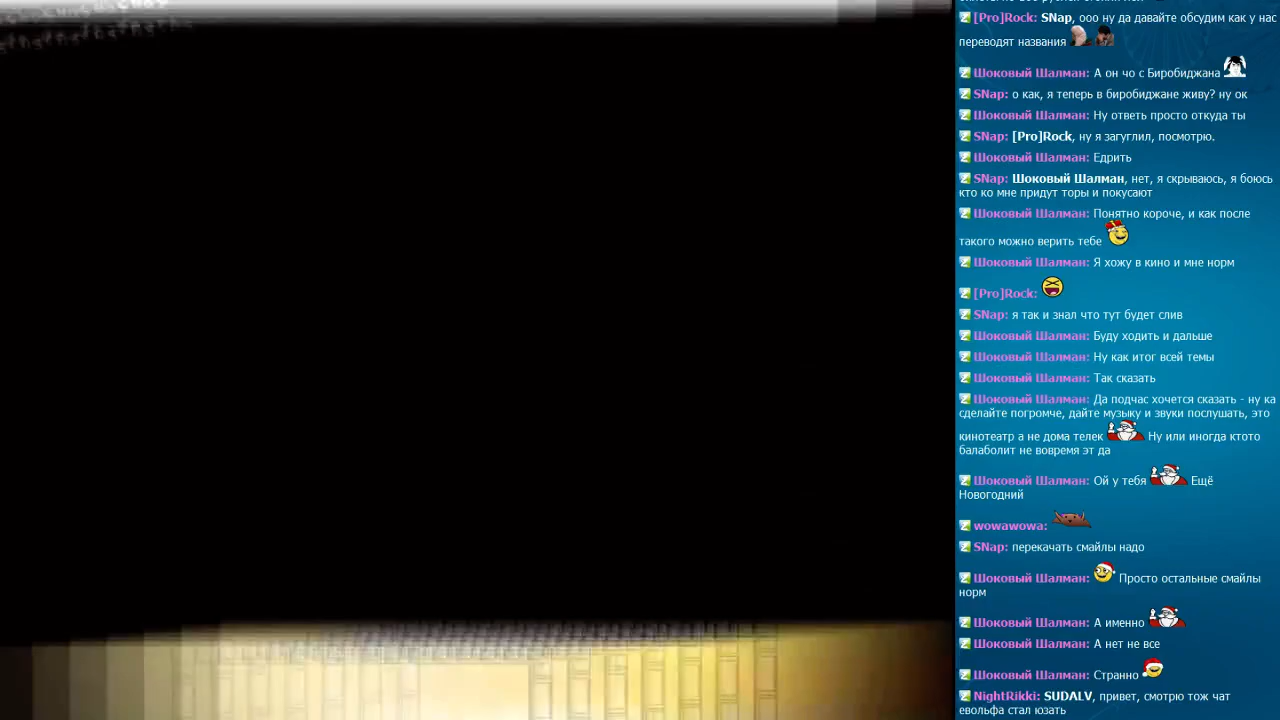 [Pro]Rock: SNap, ооо ну да давайте обсудим как у нас
переводят названия
Шоковый Шалман: А он чо с Биробиджана
SNap: о как, я теперь в биробиджане живу? ну ок
Шоковый Шалман: Ну ответь просто откуда ты
SNap: [Pro]Rock, ну я загуглил, посмотрю.
Шоковый Шалман: Едрить
SNap: Шоковый Шалман, нет, я скрываюсь, я боюсь
кто ко мне придут торы и покусают
Шоковый Шалман: Понятно короче, и как после
такого можно верить тебе
Шоковый Шалман: Я хожу в кино и мне норм
[Pro]Rock:
SNap: я так и знал что тут будет слив
Шоковый Шалман: Буду ходить и дальше
Шоковый Шалман: Ну как итог всей темы
Шоковый Шалман: Так сказать
Шоковый Шалман: Да подчас хочется сказать - ну ка
сделайте погромче, дайте музыку и звуки послушать, это
кинотеатр а не дома телек Ну или иногда ктото
балаболит не вовремя эт да
Шоковый Шалман: Ой у тебя Ещё
Новогодний
wowawowa:
SNap: перекачать смайлы надо
Шоковый Шалман: Просто остальные смайлы
норм
Шоковый Шалман: А именно
Шоковый Шалман: А нет не все
Шоковый Шалман: Странно
NightRikki: SUDALV, привет, смотрю тож чат
евольфа стал юзать